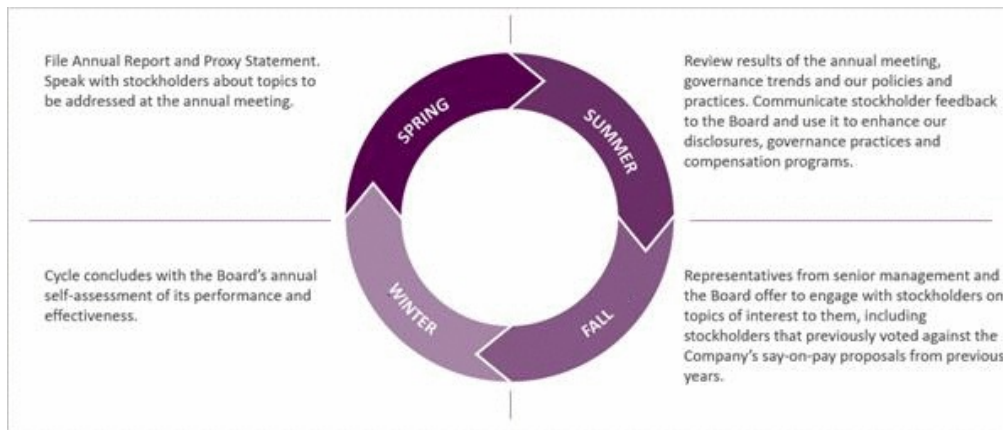 File Annual Report and Proxy Statement.
Speak with stockholders about topics to
be addressed at the annual meeting.
SPRING
SUMMER
Review results of the annual meeting,
governance trends and our policies and
practices. Communicate stockholder feedback
to the Board and use it to enhance our
disclosures, governance practices and
compensation programs.
Cycle concludes with the Board's annual
self-assessment of its performance and
effectiveness.
WINTER
FALL
Representatives from senior management and
the Board offer to engage with stockholders on
topics of interest to them, including
stockholders that previously voted against the
Company's say-on-pay proposals from previous
years.